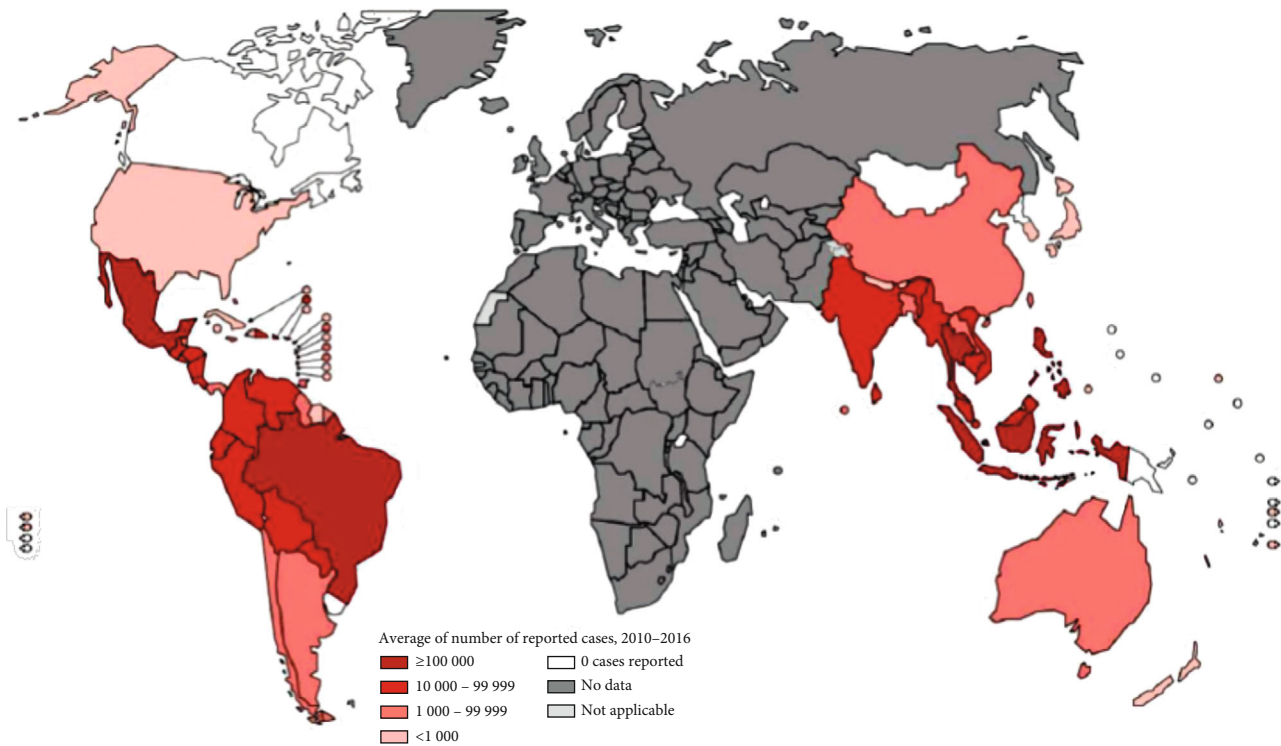 Average of number of reported cases, 2010–2016
≥100 000
10 000 – 99 999
1 000 – 99 999
<1 000
0 cases reported
No data
Not applicable